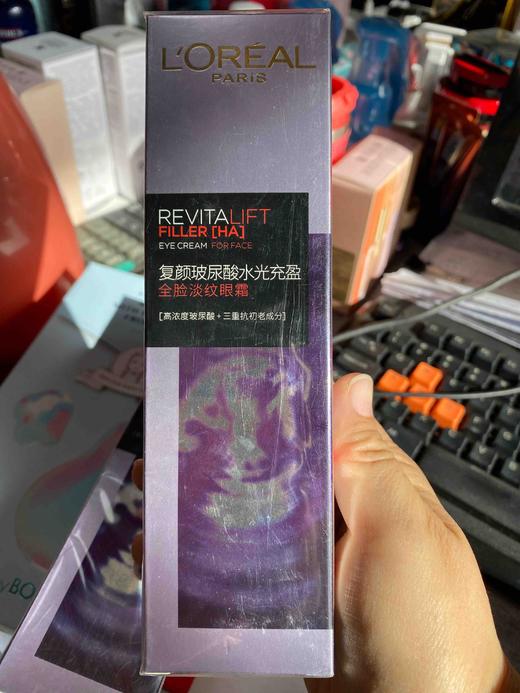 L'ORÉAL
PARIS
REVITALIFT
FILLER [HA]
EYE CREAM FOR FACE
复颜玻尿酸水光充盈
全脸淡纹眼霜
[高浓度玻尿酸+三重抗初老成分]
BO